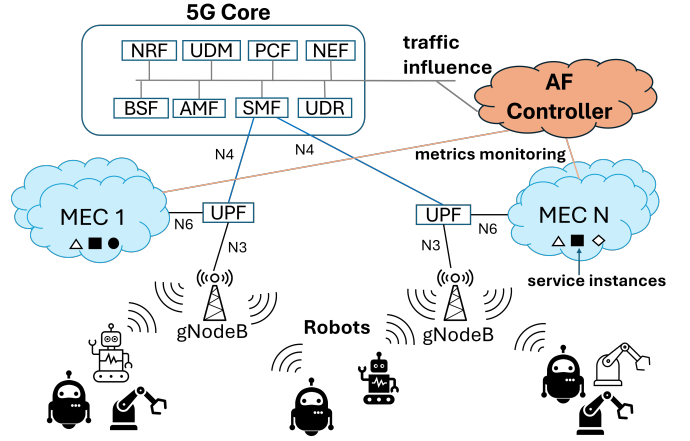 5G Core
NRF UDM PCF NEF
BSF AMF SMF UDR
traffic
influence
AF
Controller
N4 N4
metrics monitoring
MEC 1
N6
UPF
N3
UPF
N3
N6
MEC N
service instances
gNodeB
Robots
gNodeB